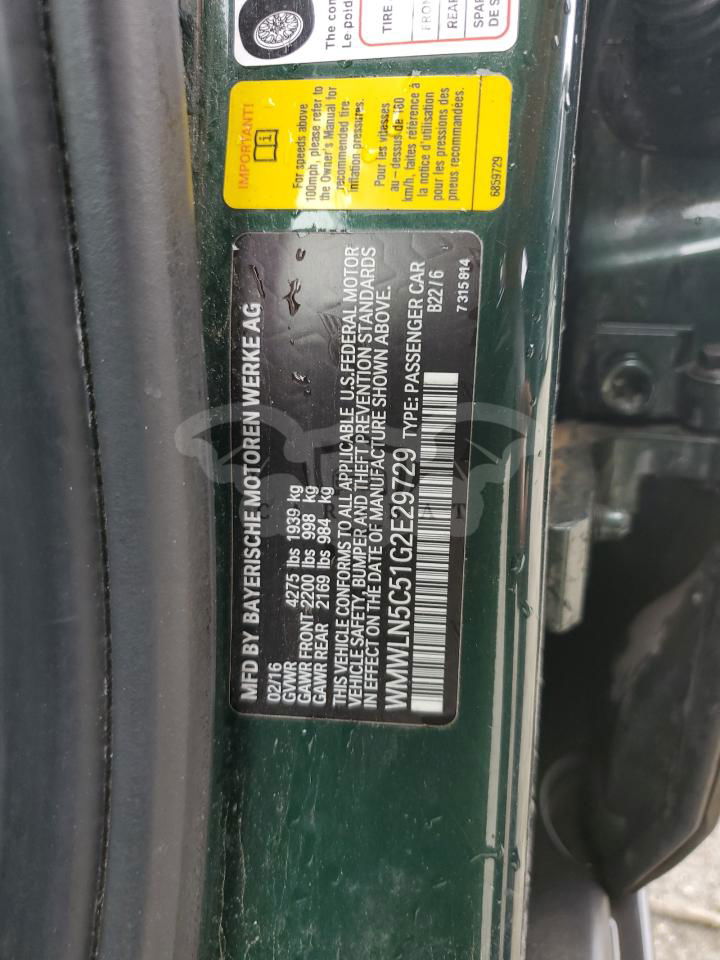 MFD BY BAYERISCHE MOTOREN WERKE AG
02/16
GVWR 4275 lbs 1939 kg
GAWR FRONT 2200 lbs 998 kg
GAWR REAR 2169 lbs 984 kg
THIS VEHICLE CONFORMS TO ALL APPLICABLE U.S.FEDERAL MOTOR
VEHICLE SAFETY, BUMPER AND THEFT PREVENTION STANDARDS
IN EFFECT ON THE DATE OF MANUFACTURE SHOWN ABOVE.
WMWLN5C51G2E29729 TYPE: PASSENGER CAR
B22/6
7 315 814
IMPORTANT!
For speeds above
100mph, please refer to
the Owner's Manual for
recommended tire
inflation pressures.
Pour les vitesses
au – dessus de 160
km/h, faites référence à
la notice d'utilisation
pour les pressions des
pneus recommandées.
6859729
The com
Le poid
TIRE
FRON
REAR
SPAR
DE S